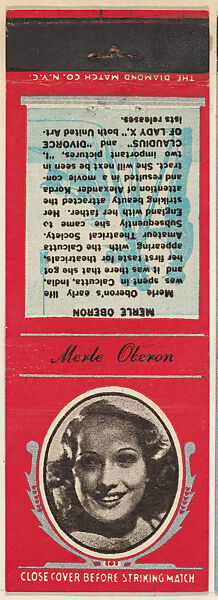 THE DIAMOND MATCH CO. N.Y.C.
MERLE OBERON
Merle Oberon's early life
was spent in Calcutta, India,
and it was there that she got
her first taste for theatricals,
appearing with the Calcutta
Amateur Theatrical Society.
Subsequently she came to
England with her father. Her
striking beauty attracted the
attention of Alexander Korda
and resulted in a movie con-
tract. She will next be seen in
two important pictures, "I,
CLAUDIUS" and "DIVORCE
OF LADY X," both United Art-
ists releases.
Merle Oberon
CLOSE COVER BEFORE STRIKING MATCH